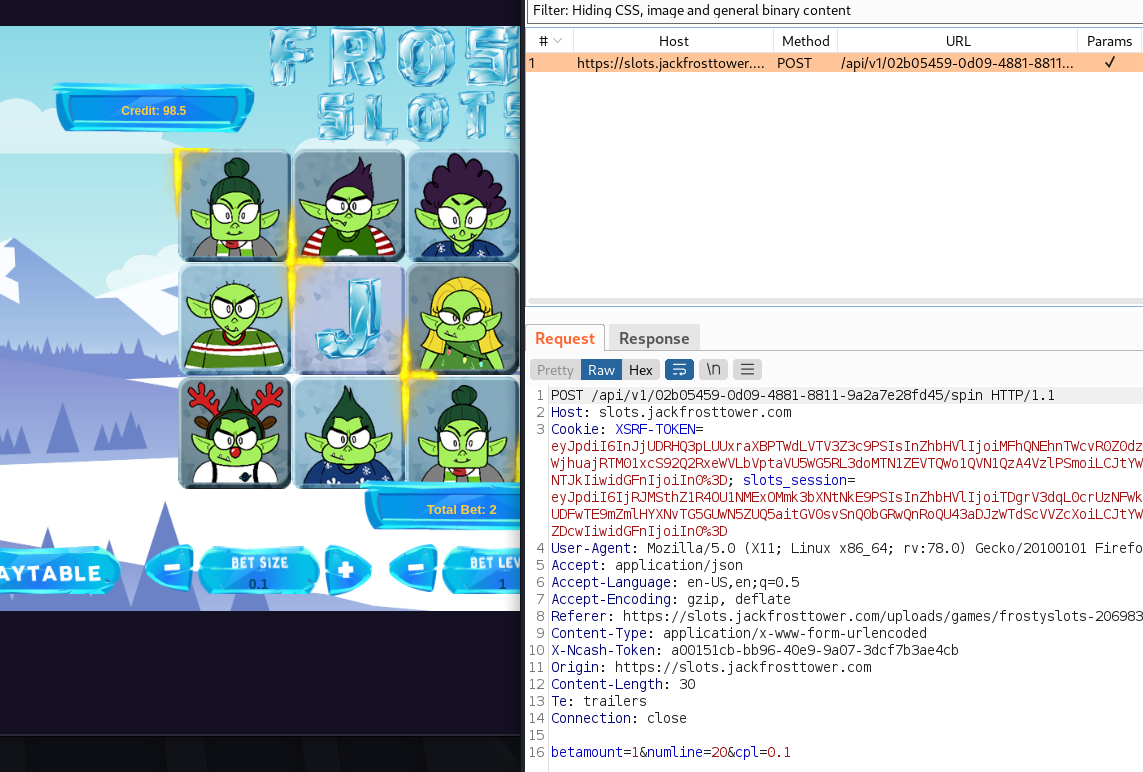 FROS
SLOTS
Credit: 98.5
J
Total Bet: 2
AYTABLE
-
BET SIZE
0.1
+
-
BET LEV
1
Filter: Hiding CSS, image and general binary content
# Host Method URL Params
1 https://slots.jackfrosttower.... POST /api/v1/02b05459-0d09-4881-8811... ✓
Request Response
Pretty Raw Hex \n
1 POST /api/v1/02b05459-0d09-4881-8811-9a2a7e28fd45/spin HTTP/1.1
2 Host: slots.jackfrosttower.com
3 Cookie: XSRF-TOKEN=
NTJkIiwidGFnIjoiIn0%3D; slots_session=
ZDcwIiwidGFnIjoiIn0%3D
4 User-Agent: Mozilla/5.0 (X11; Linux x86_64; rv:78.0) Gecko/20100101 Firefo
5 Accept: application/json
6 Accept-Language: en-US,en;q=0.5
7 Accept-Encoding: gzip, deflate
8 Referer: https://slots.jackfrosttower.com/uploads/games/frostyslots-206983
9 Content-Type: application/x-www-form-urlencoded
10 X-Ncash-Token: a00151cb-bb96-40e9-9a07-3dcf7b3ae4cb
11 Origin: https://slots.jackfrosttower.com
12 Content-Length: 30
13 Te: trailers
14 Connection: close
15
16 betamount=1&numline=20&cpl=0.1